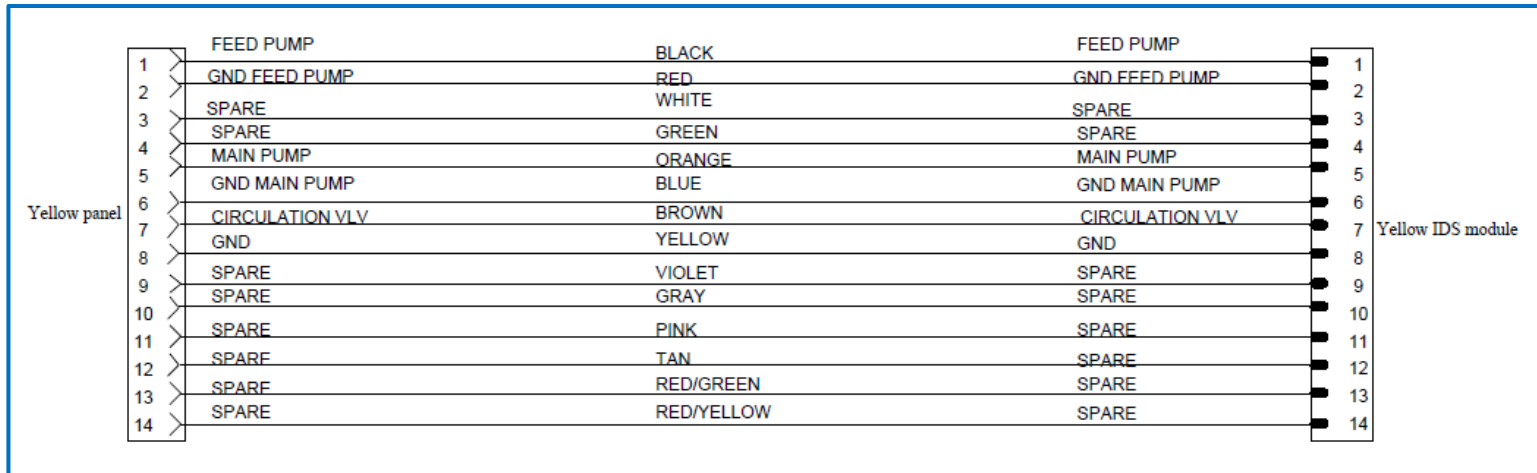 FEED PUMP BLACK FEED PUMP
1 1
GND FEED PUMP RED GND FEED PUMP
2 2
SPARE WHITE SPARE
3 3
SPARE GREEN SPARE
4 4
MAIN PUMP ORANGE MAIN PUMP
5 5
GND MAIN PUMP BLUE GND MAIN PUMP
6 6
Yellow panel
CIRCULATION VLV BROWN CIRCULATION VLV
7 7
Yellow IDS module
GND YELLOW GND
8 8
SPARE VIOLET SPARE
9 9
SPARE GRAY SPARE
10 10
SPARE PINK SPARE
11 11
SPARE TAN SPARE
12 12
SPARE RED/GREEN SPARE
13 13
SPARE RED/YELLOW SPARE
14 14